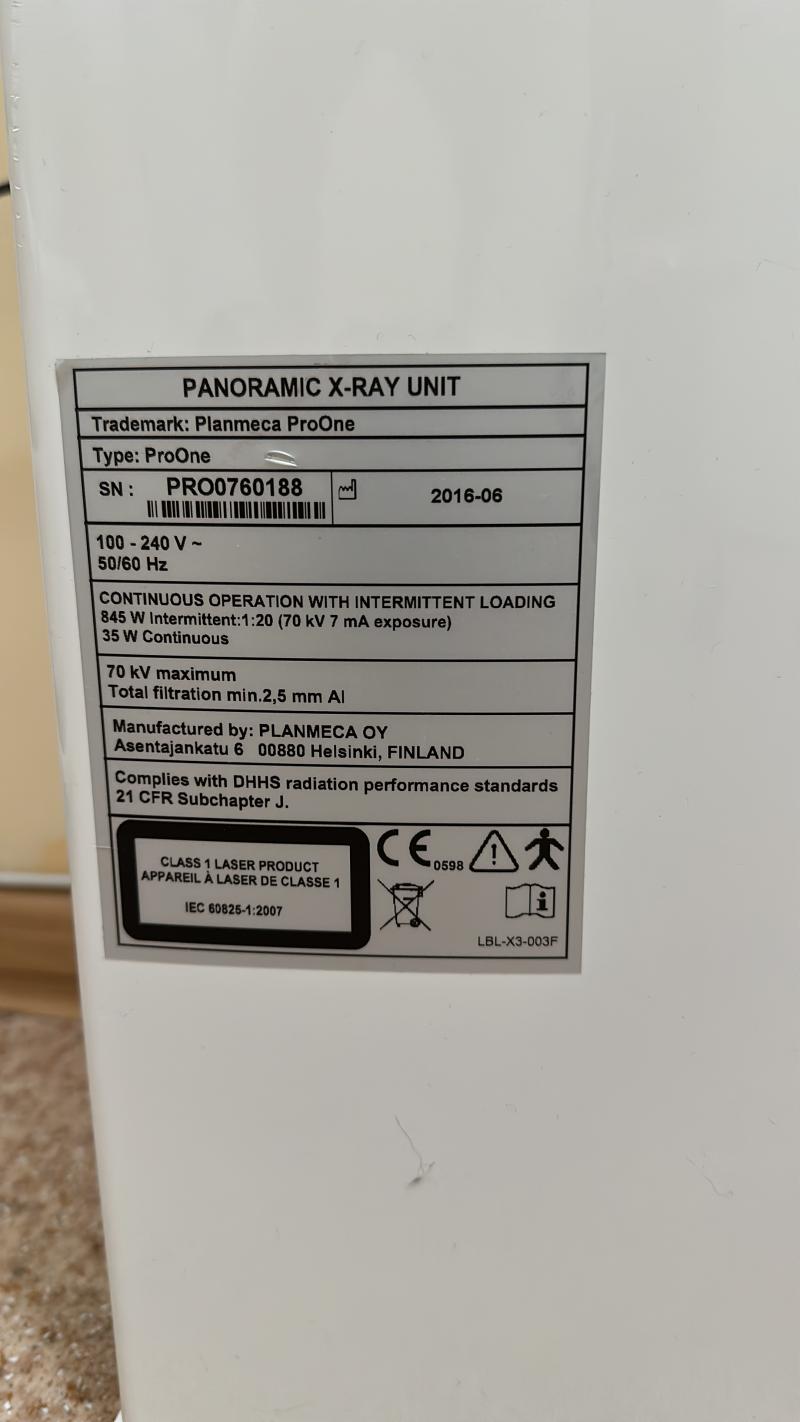 PANORAMIC X-RAY UNIT
Trademark: Planmeca ProOne
Type: ProOne
SN : PRO0760188 2016-06
100 - 240 V ~
50/60 Hz
CONTINUOUS OPERATION WITH INTERMITTENT LOADING
845 W Intermittent:1:20 (70 kV 7 mA exposure)
35 W Continuous
70 kV maximum
Total filtration min.2,5 mm Al
Manufactured by: PLANMECA OY
Asentajankatu 6 00880 Helsinki, FINLAND
Complies with DHHS radiation performance standards
21 CFR Subchapter J.
CLASS 1 LASER PRODUCT
APPAREIL À LASER DE CLASSE 1
IEC 60825-1:2007
CE 0598
LBL-X3-003F